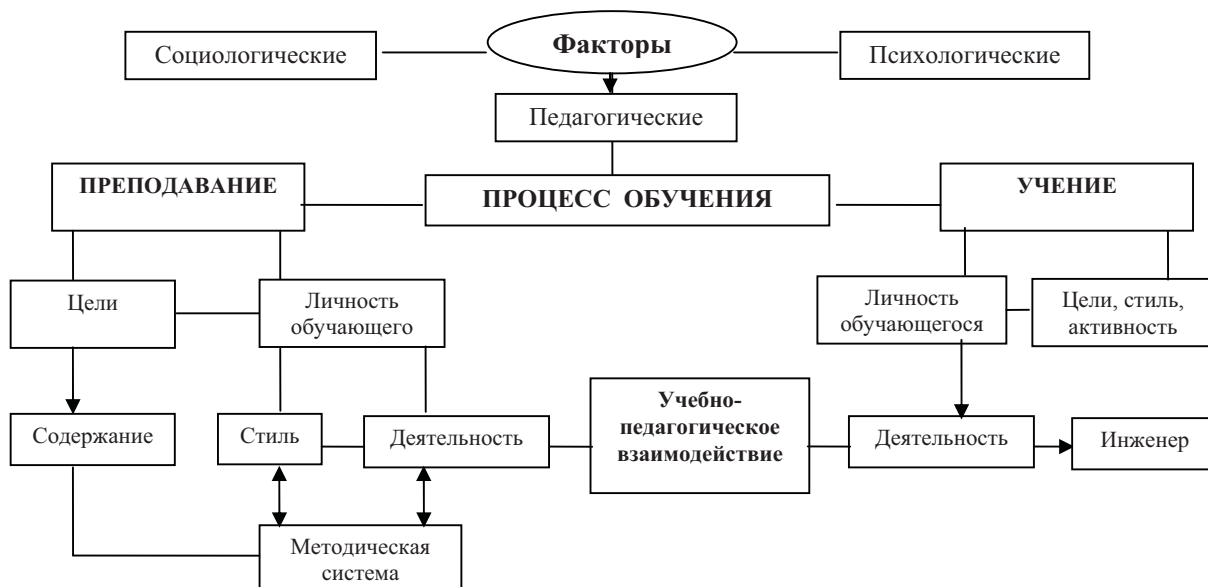 Факторы
Социологические
Психологические
Педагогические
ПРЕПОДАВАНИЕ
ПРОЦЕСС ОБУЧЕНИЯ
УЧЕНИЕ
Цели
Личность
обучающего
Личность
обучающегося
Цели, стиль,
активность
Содержание
Стиль
Деятельность
Учебно-
педагогическое
взаимодействие
Деятельность
Инженер
Методическая
система